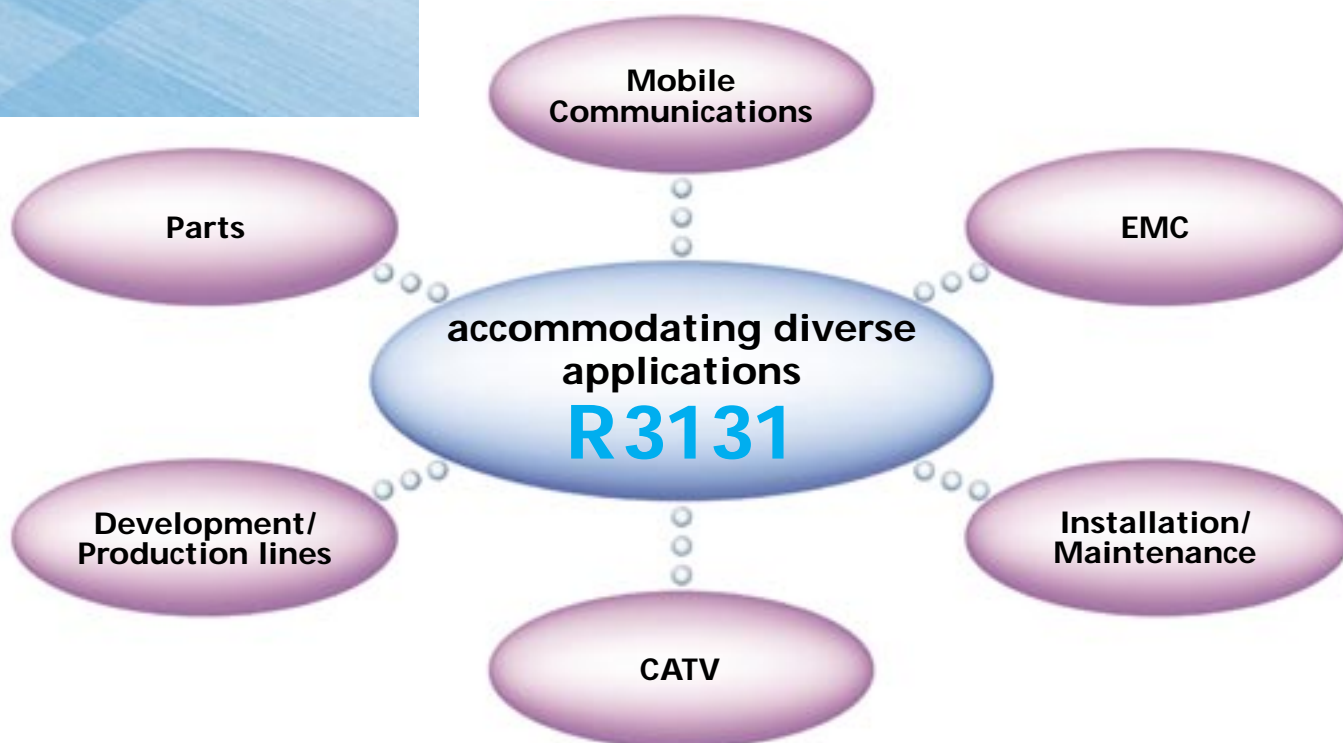 Mobile
Communications
Parts
EMC
accommodating diverse
applications
R3131
Development/
Production lines
Installation/
Maintenance
CATV